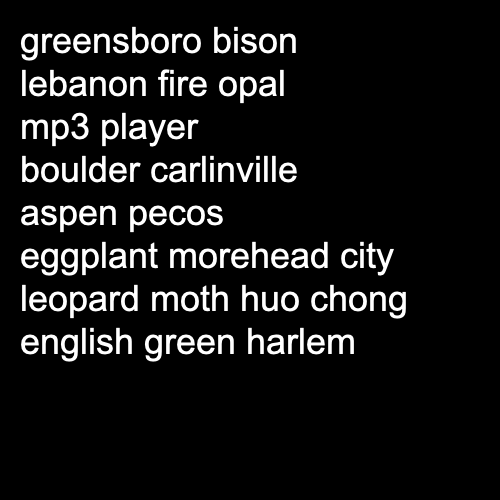 greensboro bison
lebanon fire opal
mp3 player
boulder carlinville
aspen pecos
eggplant morehead city
leopard moth huo chong
english green harlem